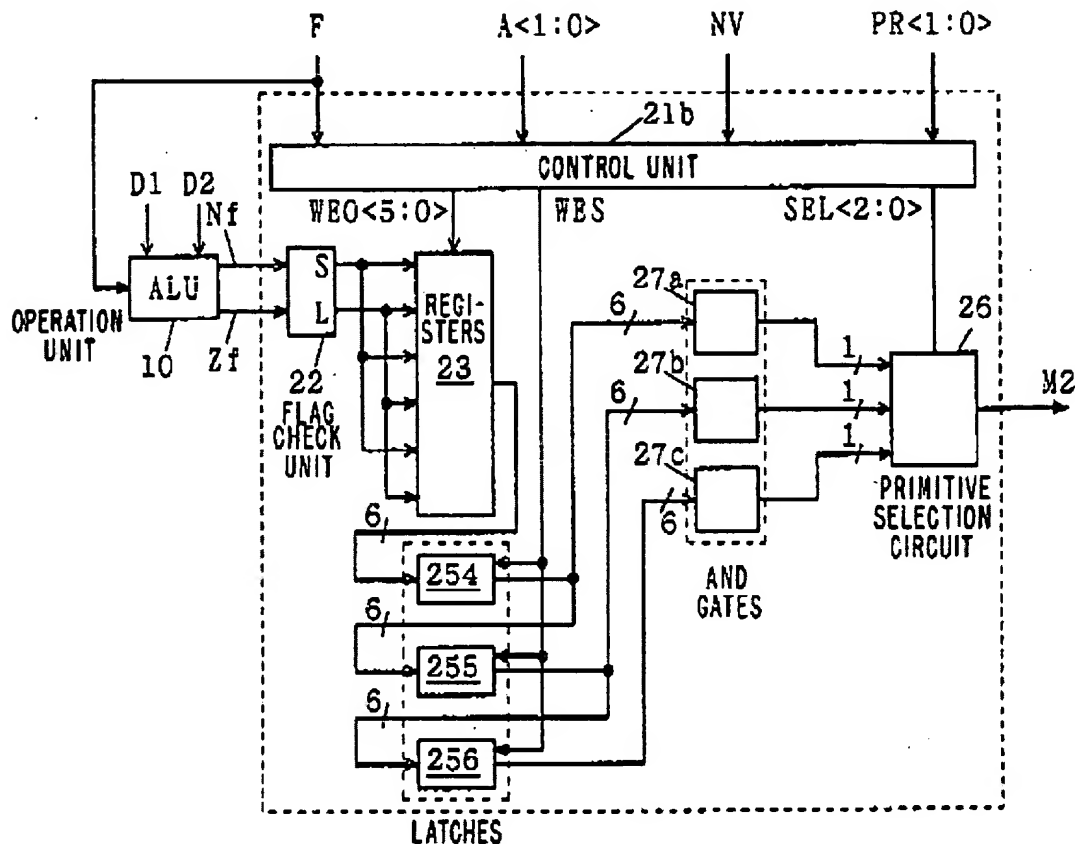 F A<1:0> NV PR<1:0>
21b
CONTROL UNIT
D1 D2
Nf
WEO<5:0> WES SEL<2:0>
ALU
S
L
REGI-
STERS
23
OPERATION
UNIT
10
Zf
22
FLAG
CHECK
UNIT
6
27a
6
27b
6
27c
1
1
1
26
M2
PRIMITIVE
SELECTION
CIRCUIT
AND
GATES
6
254
6
255
6
256
LATCHES